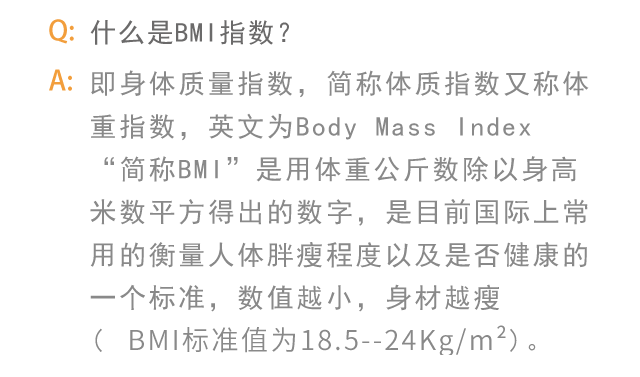 Q: 什么是BMI指数？
A: 即身体质量指数，简称体质指数又称体
重指数，英文为Body Mass Index
“简称BMI”是用体重公斤数除以身高
米数平方得出的数字，是目前国际上常
用的衡量人体胖瘦程度以及是否健康的
一个标准，数值越小，身材越瘦
（ BMI标准值为18.5--24Kg/m²）。